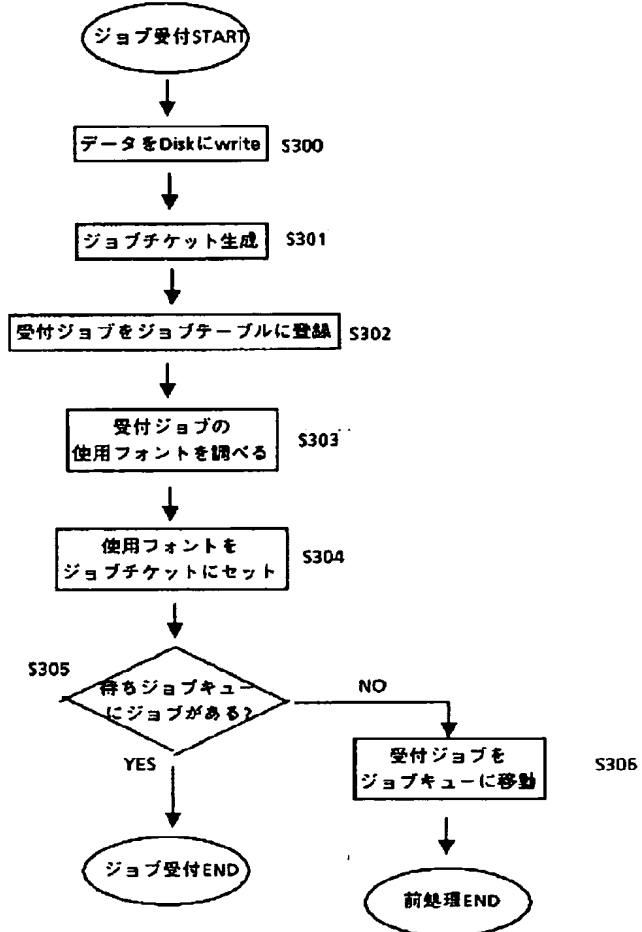 ジョブ受付START
データをDiskにwrite
S300
ジョブチケット生成
S301
受付ジョブをジョブテーブルに登録
S302
受付ジョブの
使用フォントを調べる
S303
使用フォントを
ジョブチケットにセット
S304
S305
待ちジョブキュー
にジョブがある?
NO
YES
受付ジョブを
ジョブキューに移動
S306
ジョブ受付END
前処理END